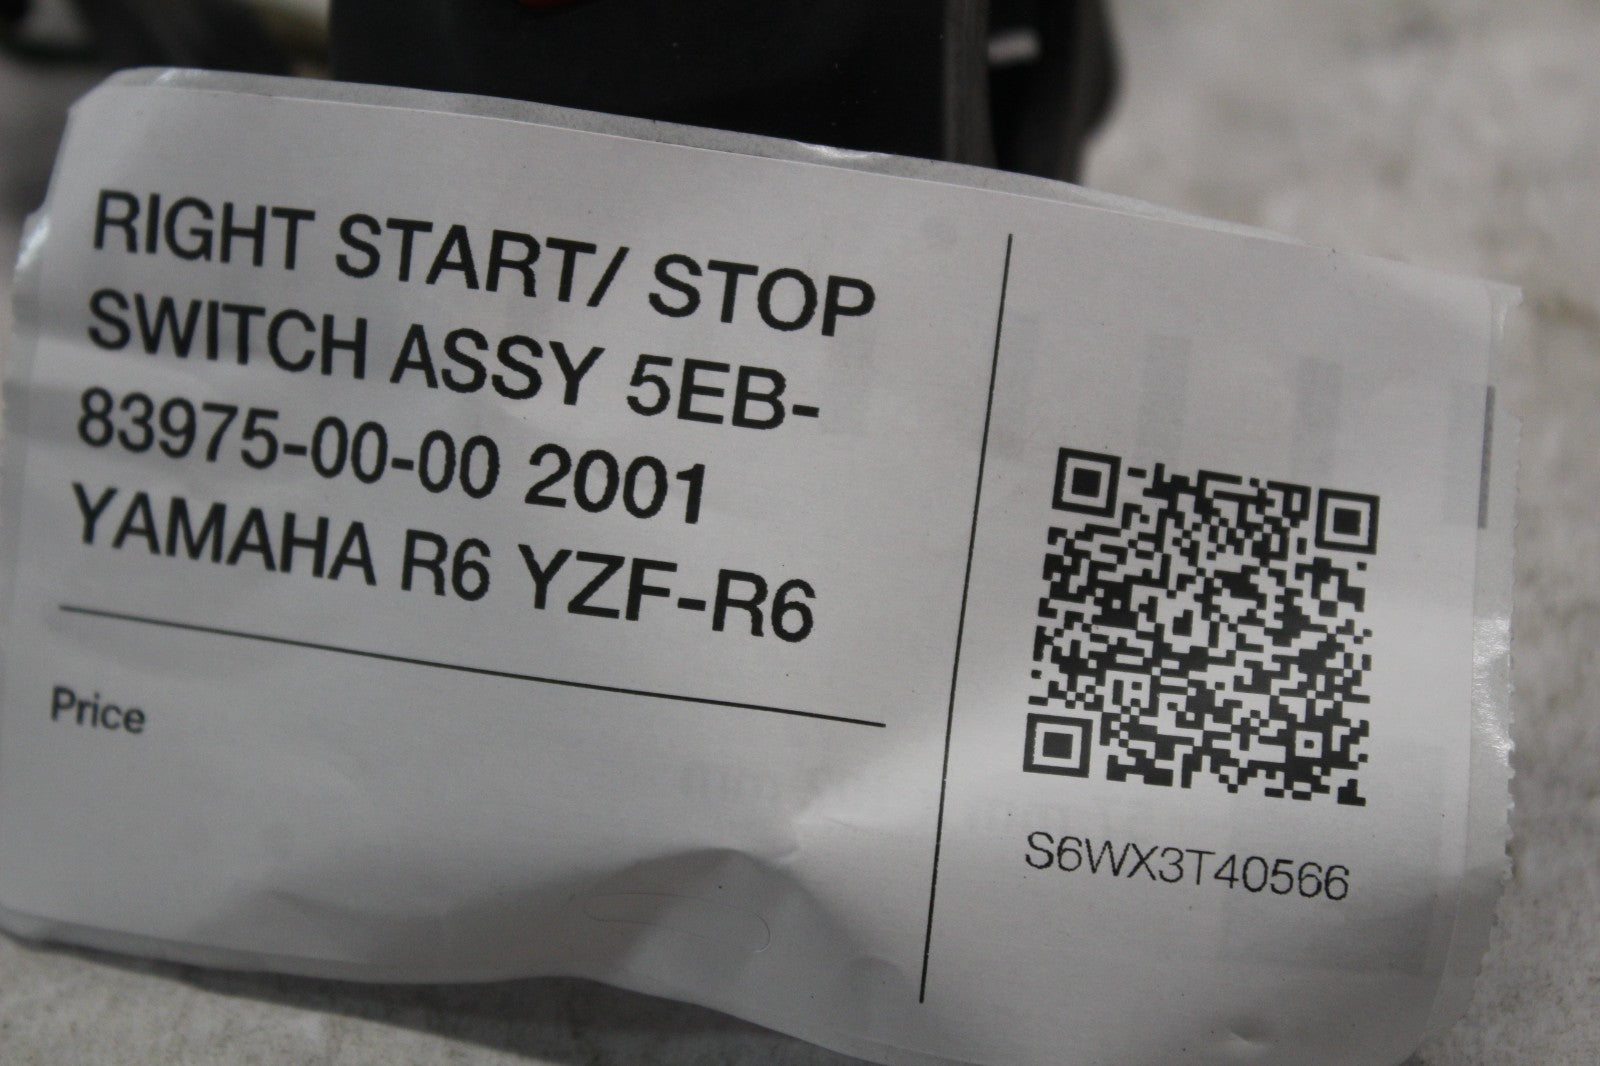 RIGHT START/ STOP
SWITCH ASSY 5EB-
83975-00-00 2001
YAMAHA R6 YZF-R6
Price
S6WX3T40566